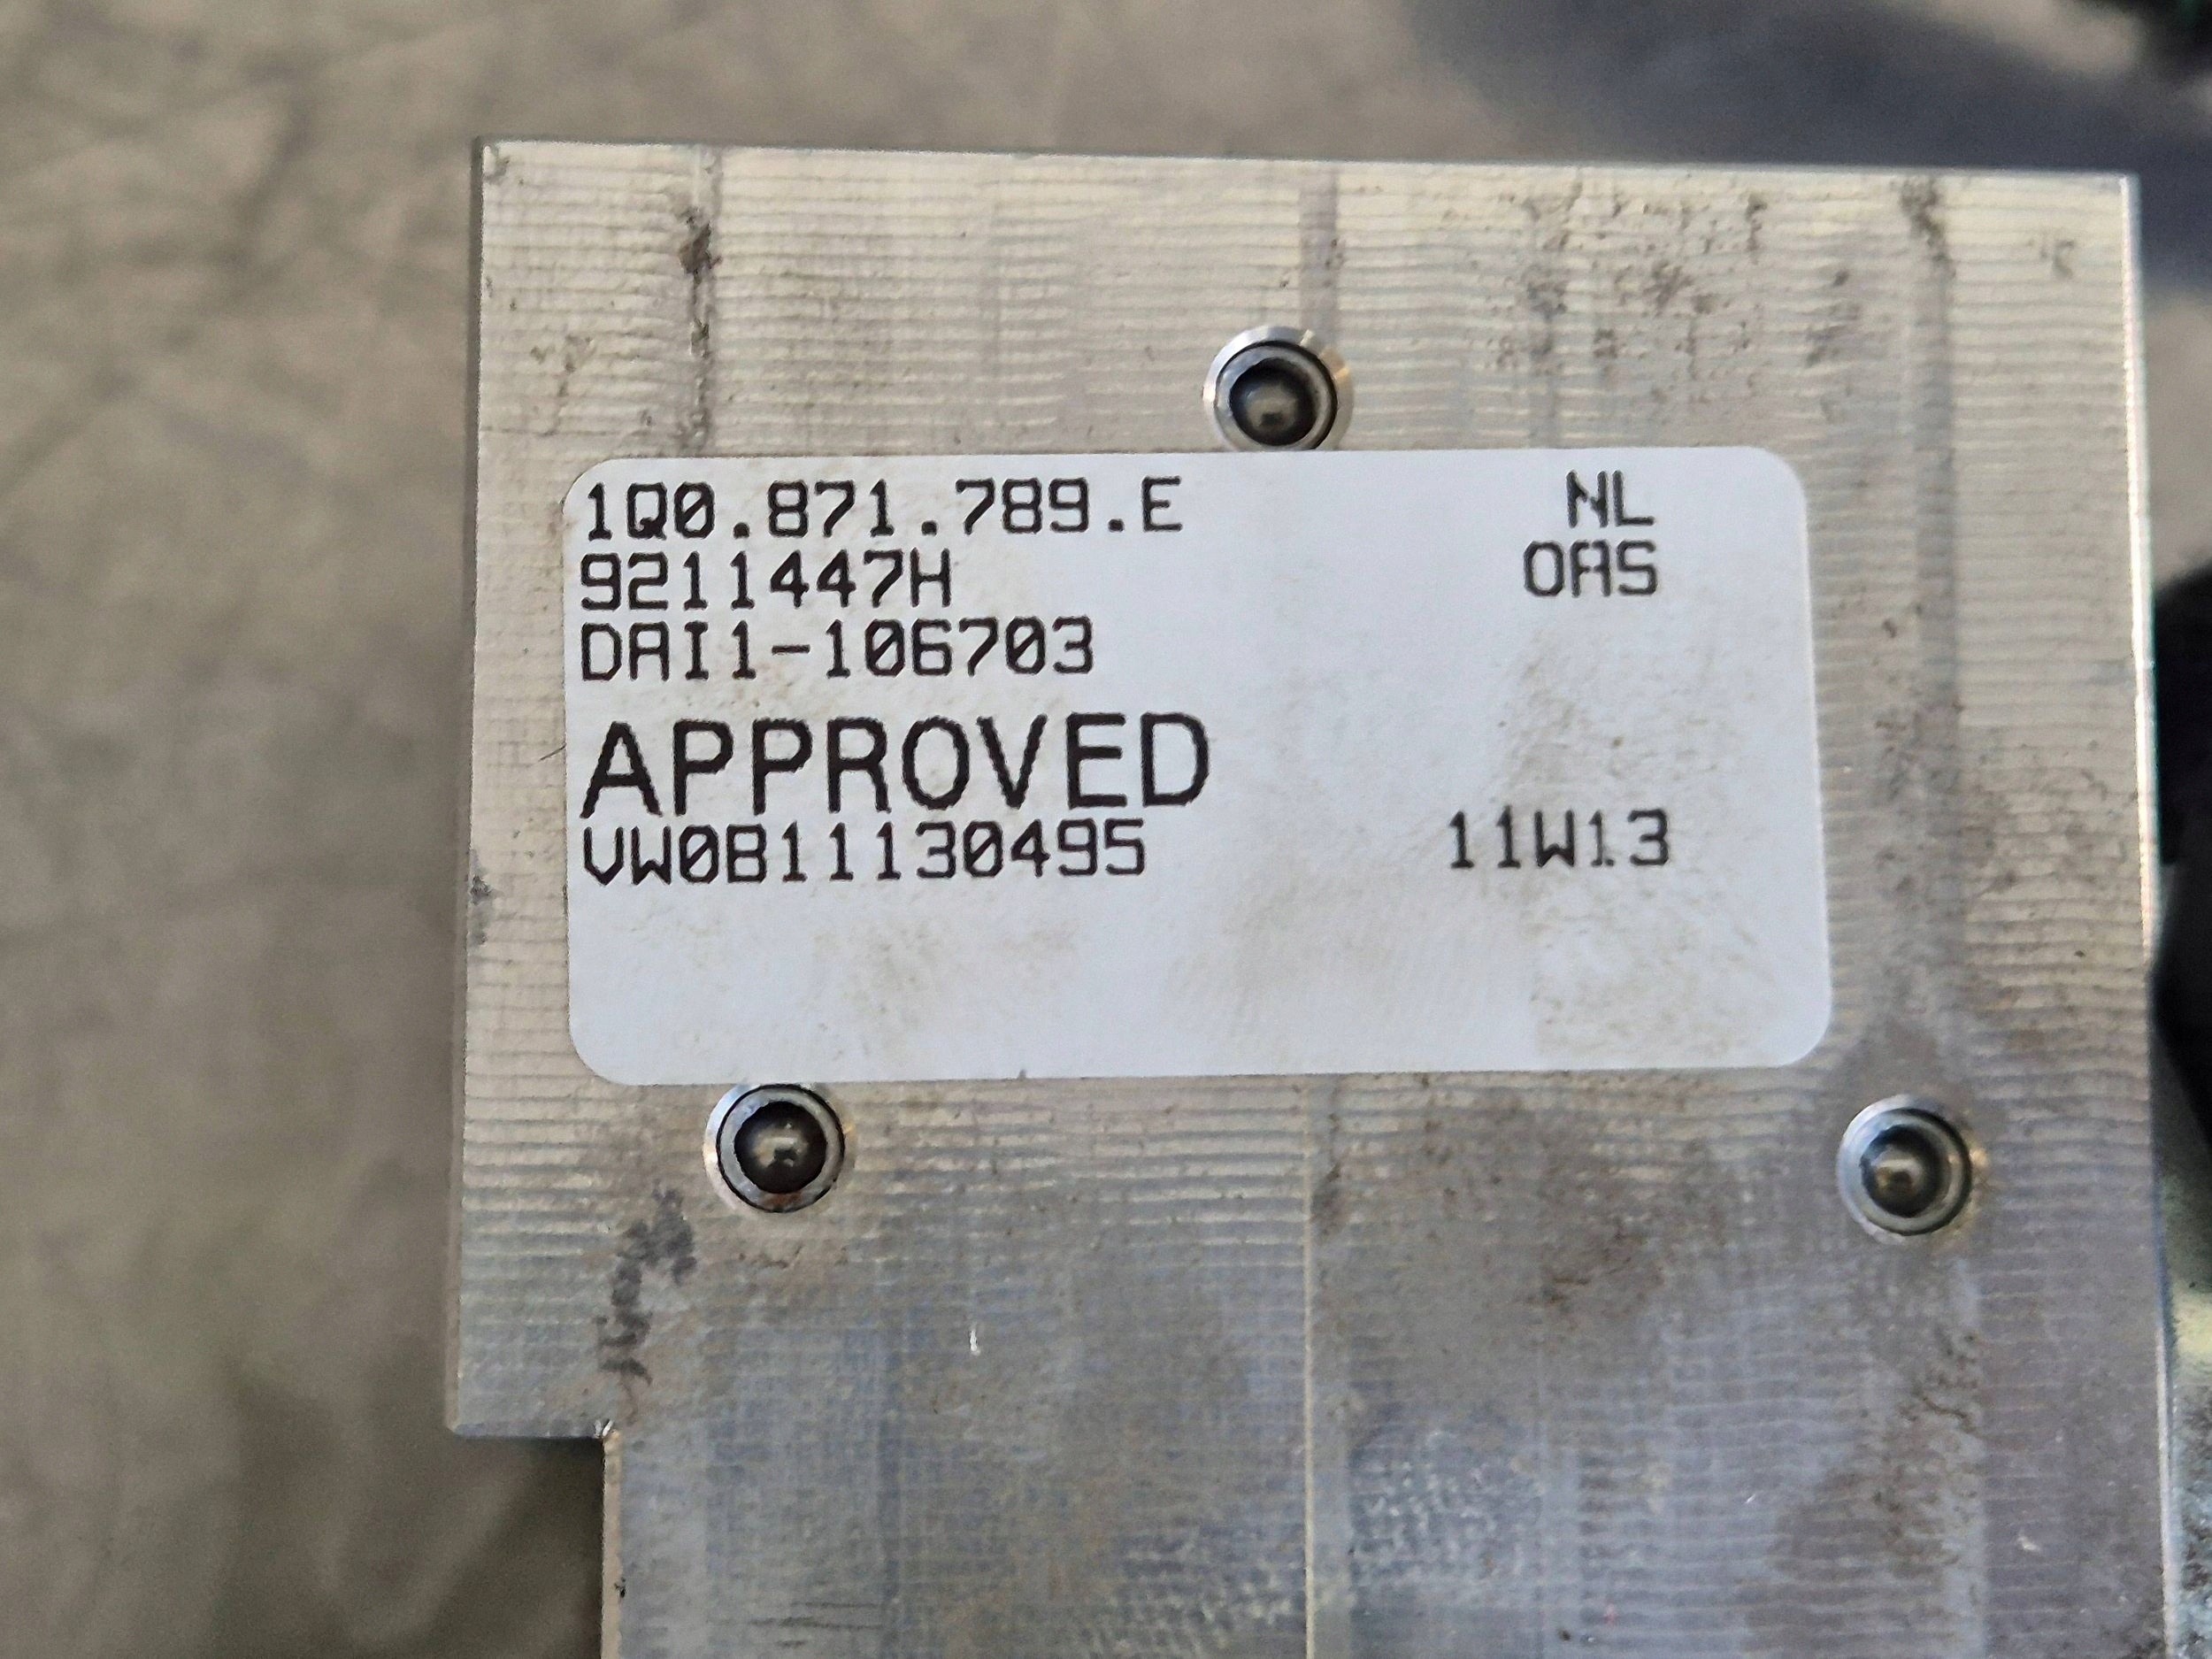 1Q0.871.789.E NL
9211447H OAS
DAI1-106703
APPROVED
VW0B11130495 11W13